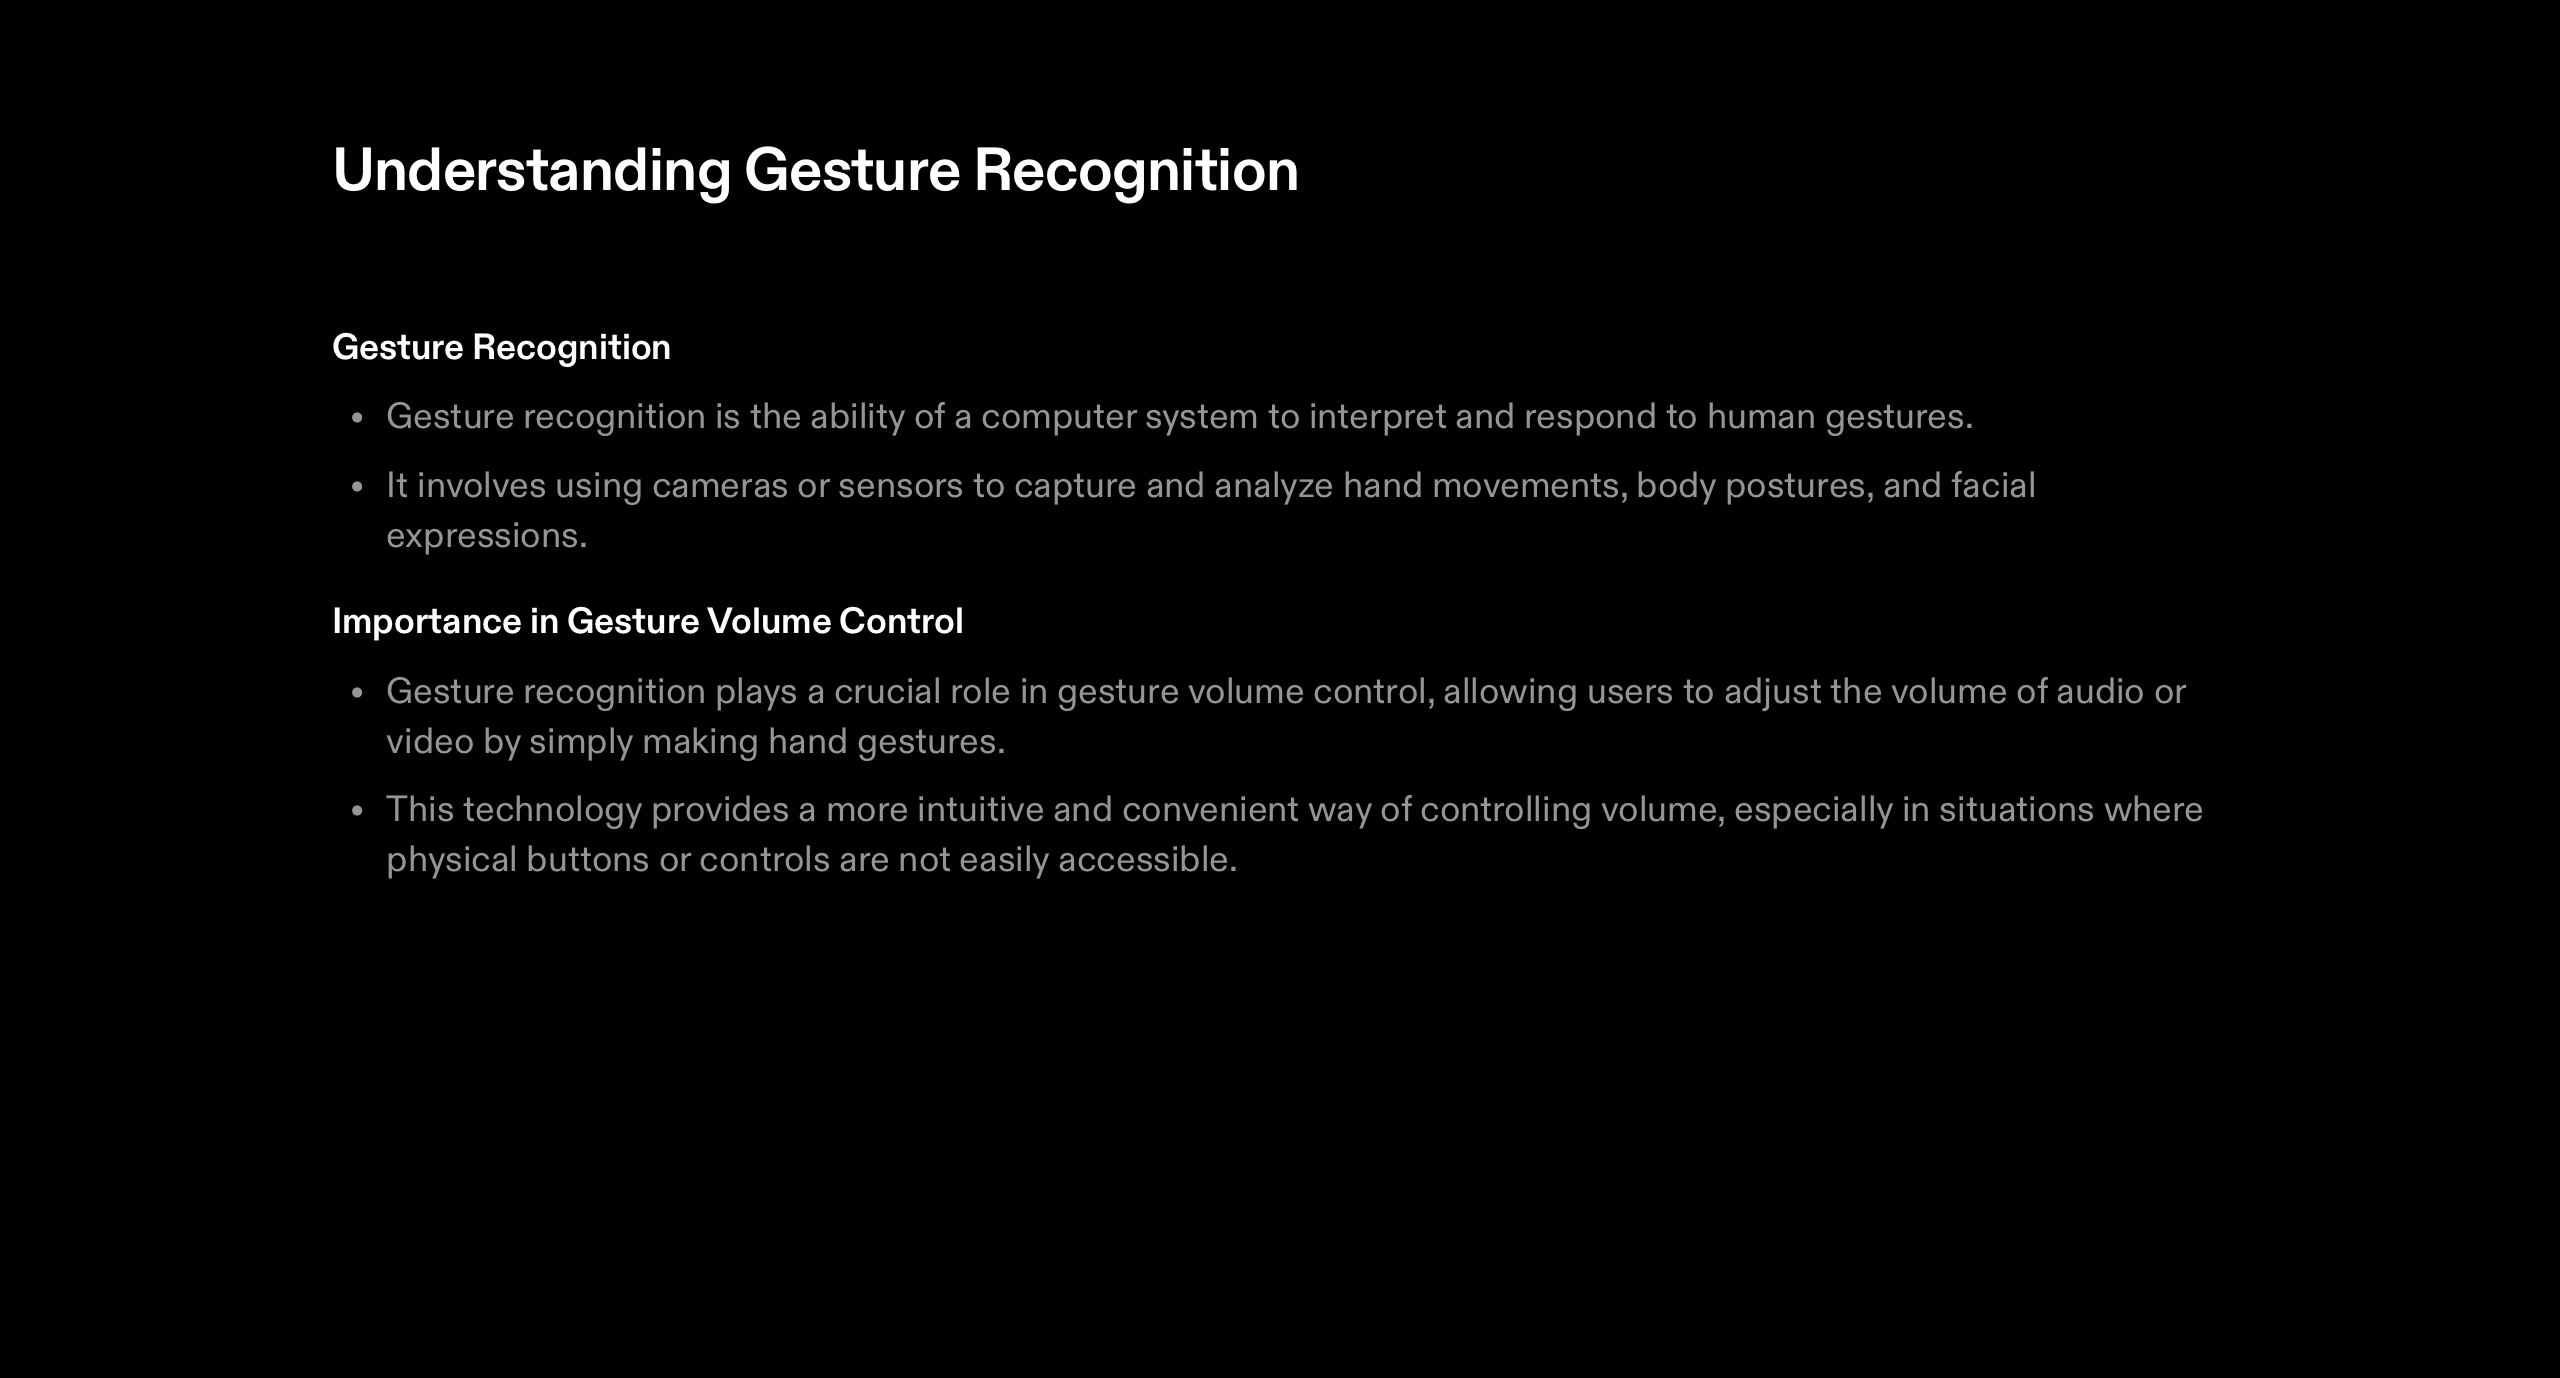 Understanding Gesture Recognition
Gesture Recognition
• Gesture recognition is the ability of a computer system to interpret and respond to human gestures.
• It involves using cameras or sensors to capture and analyze hand movements, body postures, and facial
expressions.
Importance in Gesture Volume Control
• Gesture recognition plays a crucial role in gesture volume control, allowing users to adjust the volume of audio or
video by simply making hand gestures.
• This technology provides a more intuitive and convenient way of controlling volume, especially in situations where
physical buttons or controls are not easily accessible.